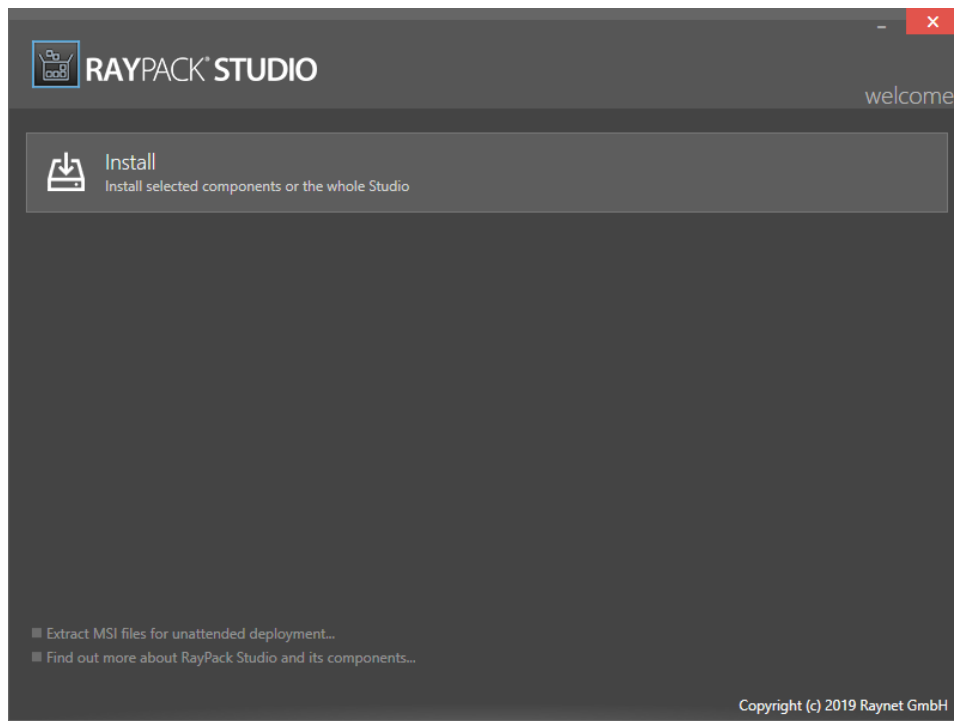 RAYPACK® STUDIO
welcome
Install
Install selected components or the whole Studio
Extract MSI files for unattended deployment...
Find out more about RayPack Studio and its components...
Copyright (c) 2019 Raynet GmbH